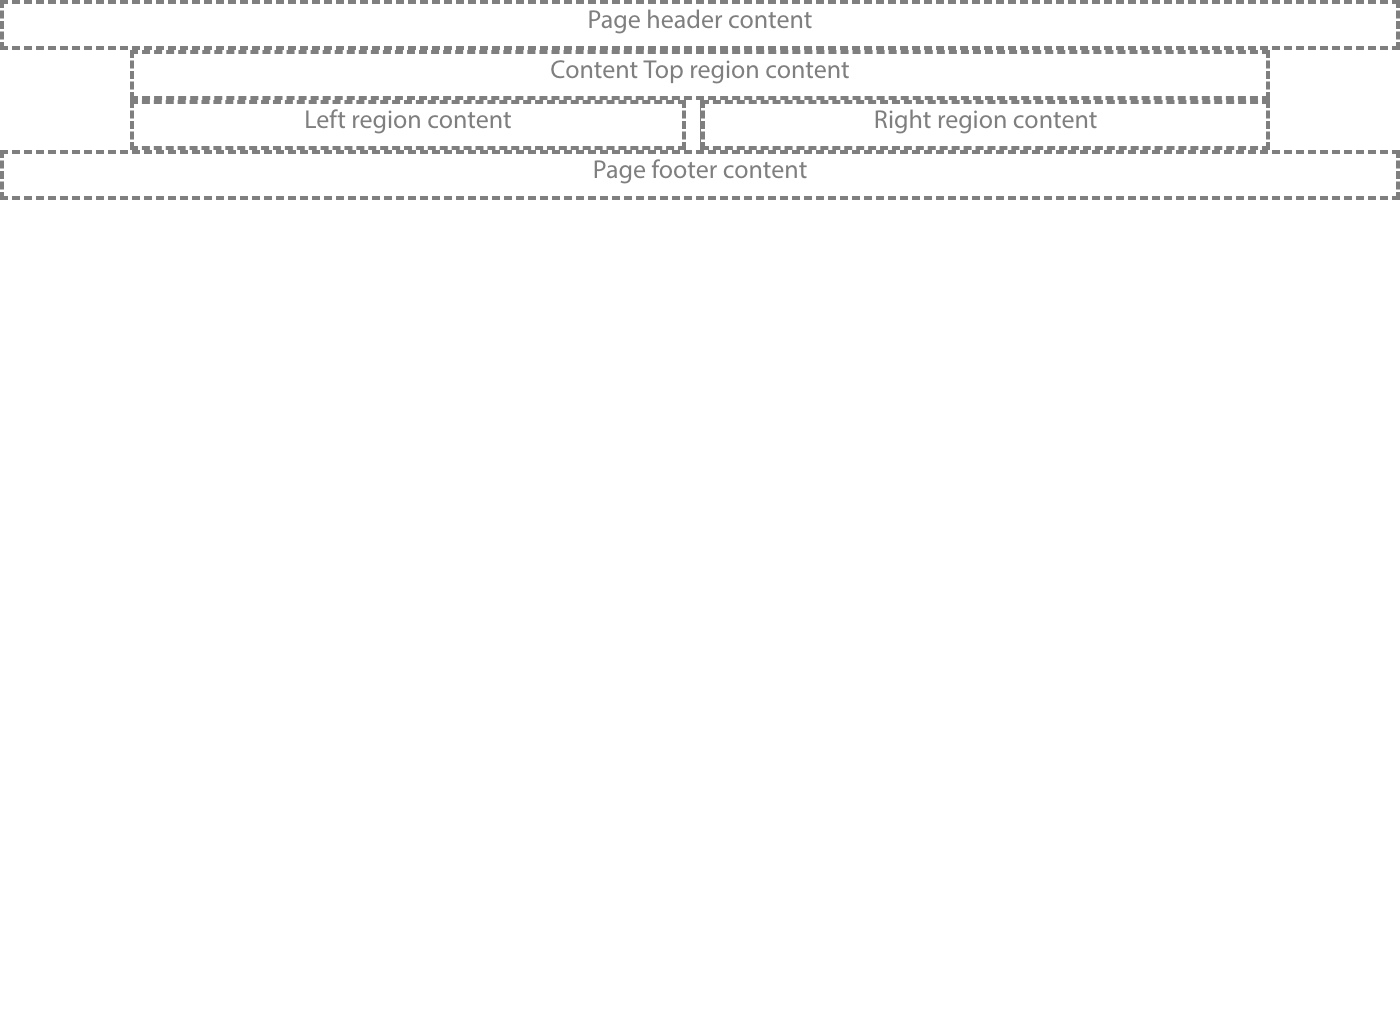 Page header content
Content Top region content
Left region content
Right region content
Page footer content